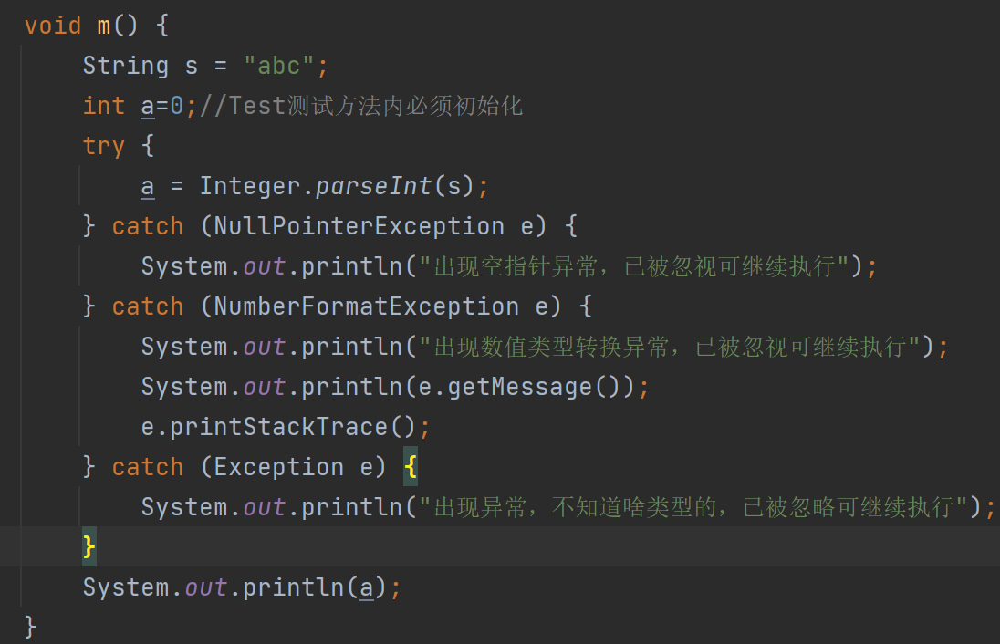 void m() {
String s = "abc";
int a=0;//Test测试方法内必须初始化
try {
a = Integer.parseInt(s);
} catch (NullPointerException e) {
System.out.println("出现空指针异常，已被忽视可继续执行");
} catch (NumberFormatException e) {
System.out.println("出现数值类型转换异常，已被忽视可继续执行");
System.out.println(e.getMessage());
e.printStackTrace();
} catch (Exception e) {
System.out.println("出现异常，不知道啥类型的，已被忽略可继续执行");
}
System.out.println(a);
}